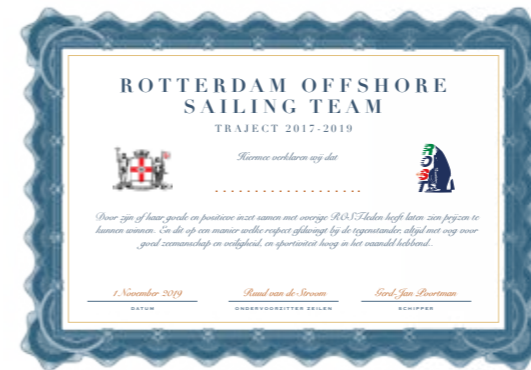 ROTTERDAM OFFSHORE
SAILING TEAM
TRAJECT 2017-2019
Hiermee verklaren wij dat
...................
ROST
Door zijn of haar goede en positieve inzet samen met overige ROST-leden heeft laten zien prijzen te
kunnen winnen. En dit op een manier welke respect afdwingt bij de tegenstander, altijd met oog voor
goed zeemanschap en veiligheid, en sportiviteit hoog in het vaandel hebbend..
1 November 2019
Ruud van de Stroom
Gerd-Jan Poortman
DATUM
ONDERVOORZITTER ZEILEN
SCHIPPER